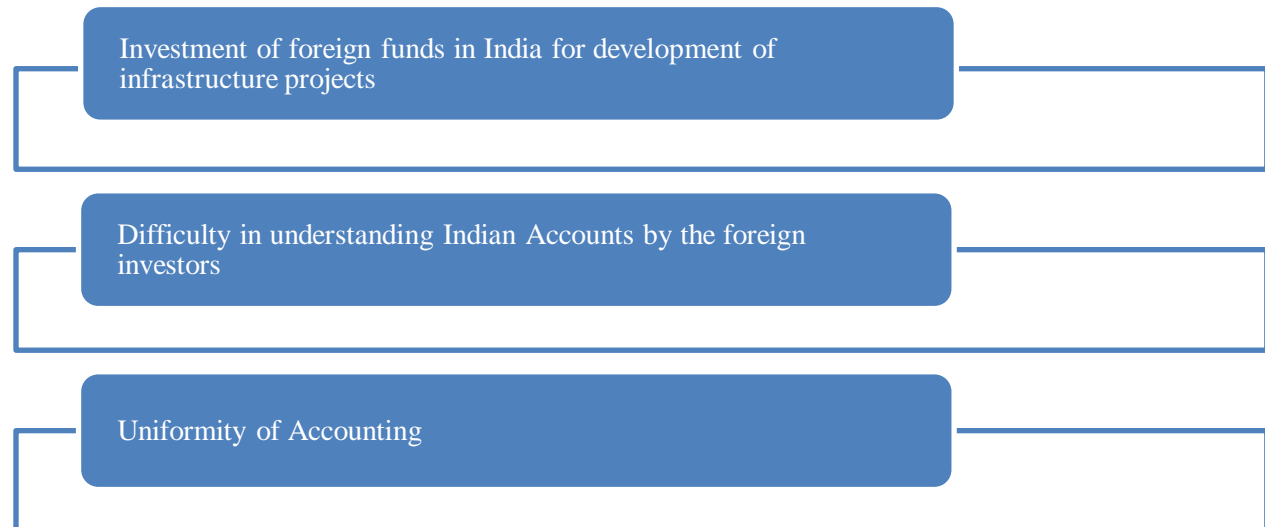 Investment of foreign funds in India for development of
infrastructure projects
Difficulty in understanding Indian Accounts by the foreign
investors
Uniformity of Accounting